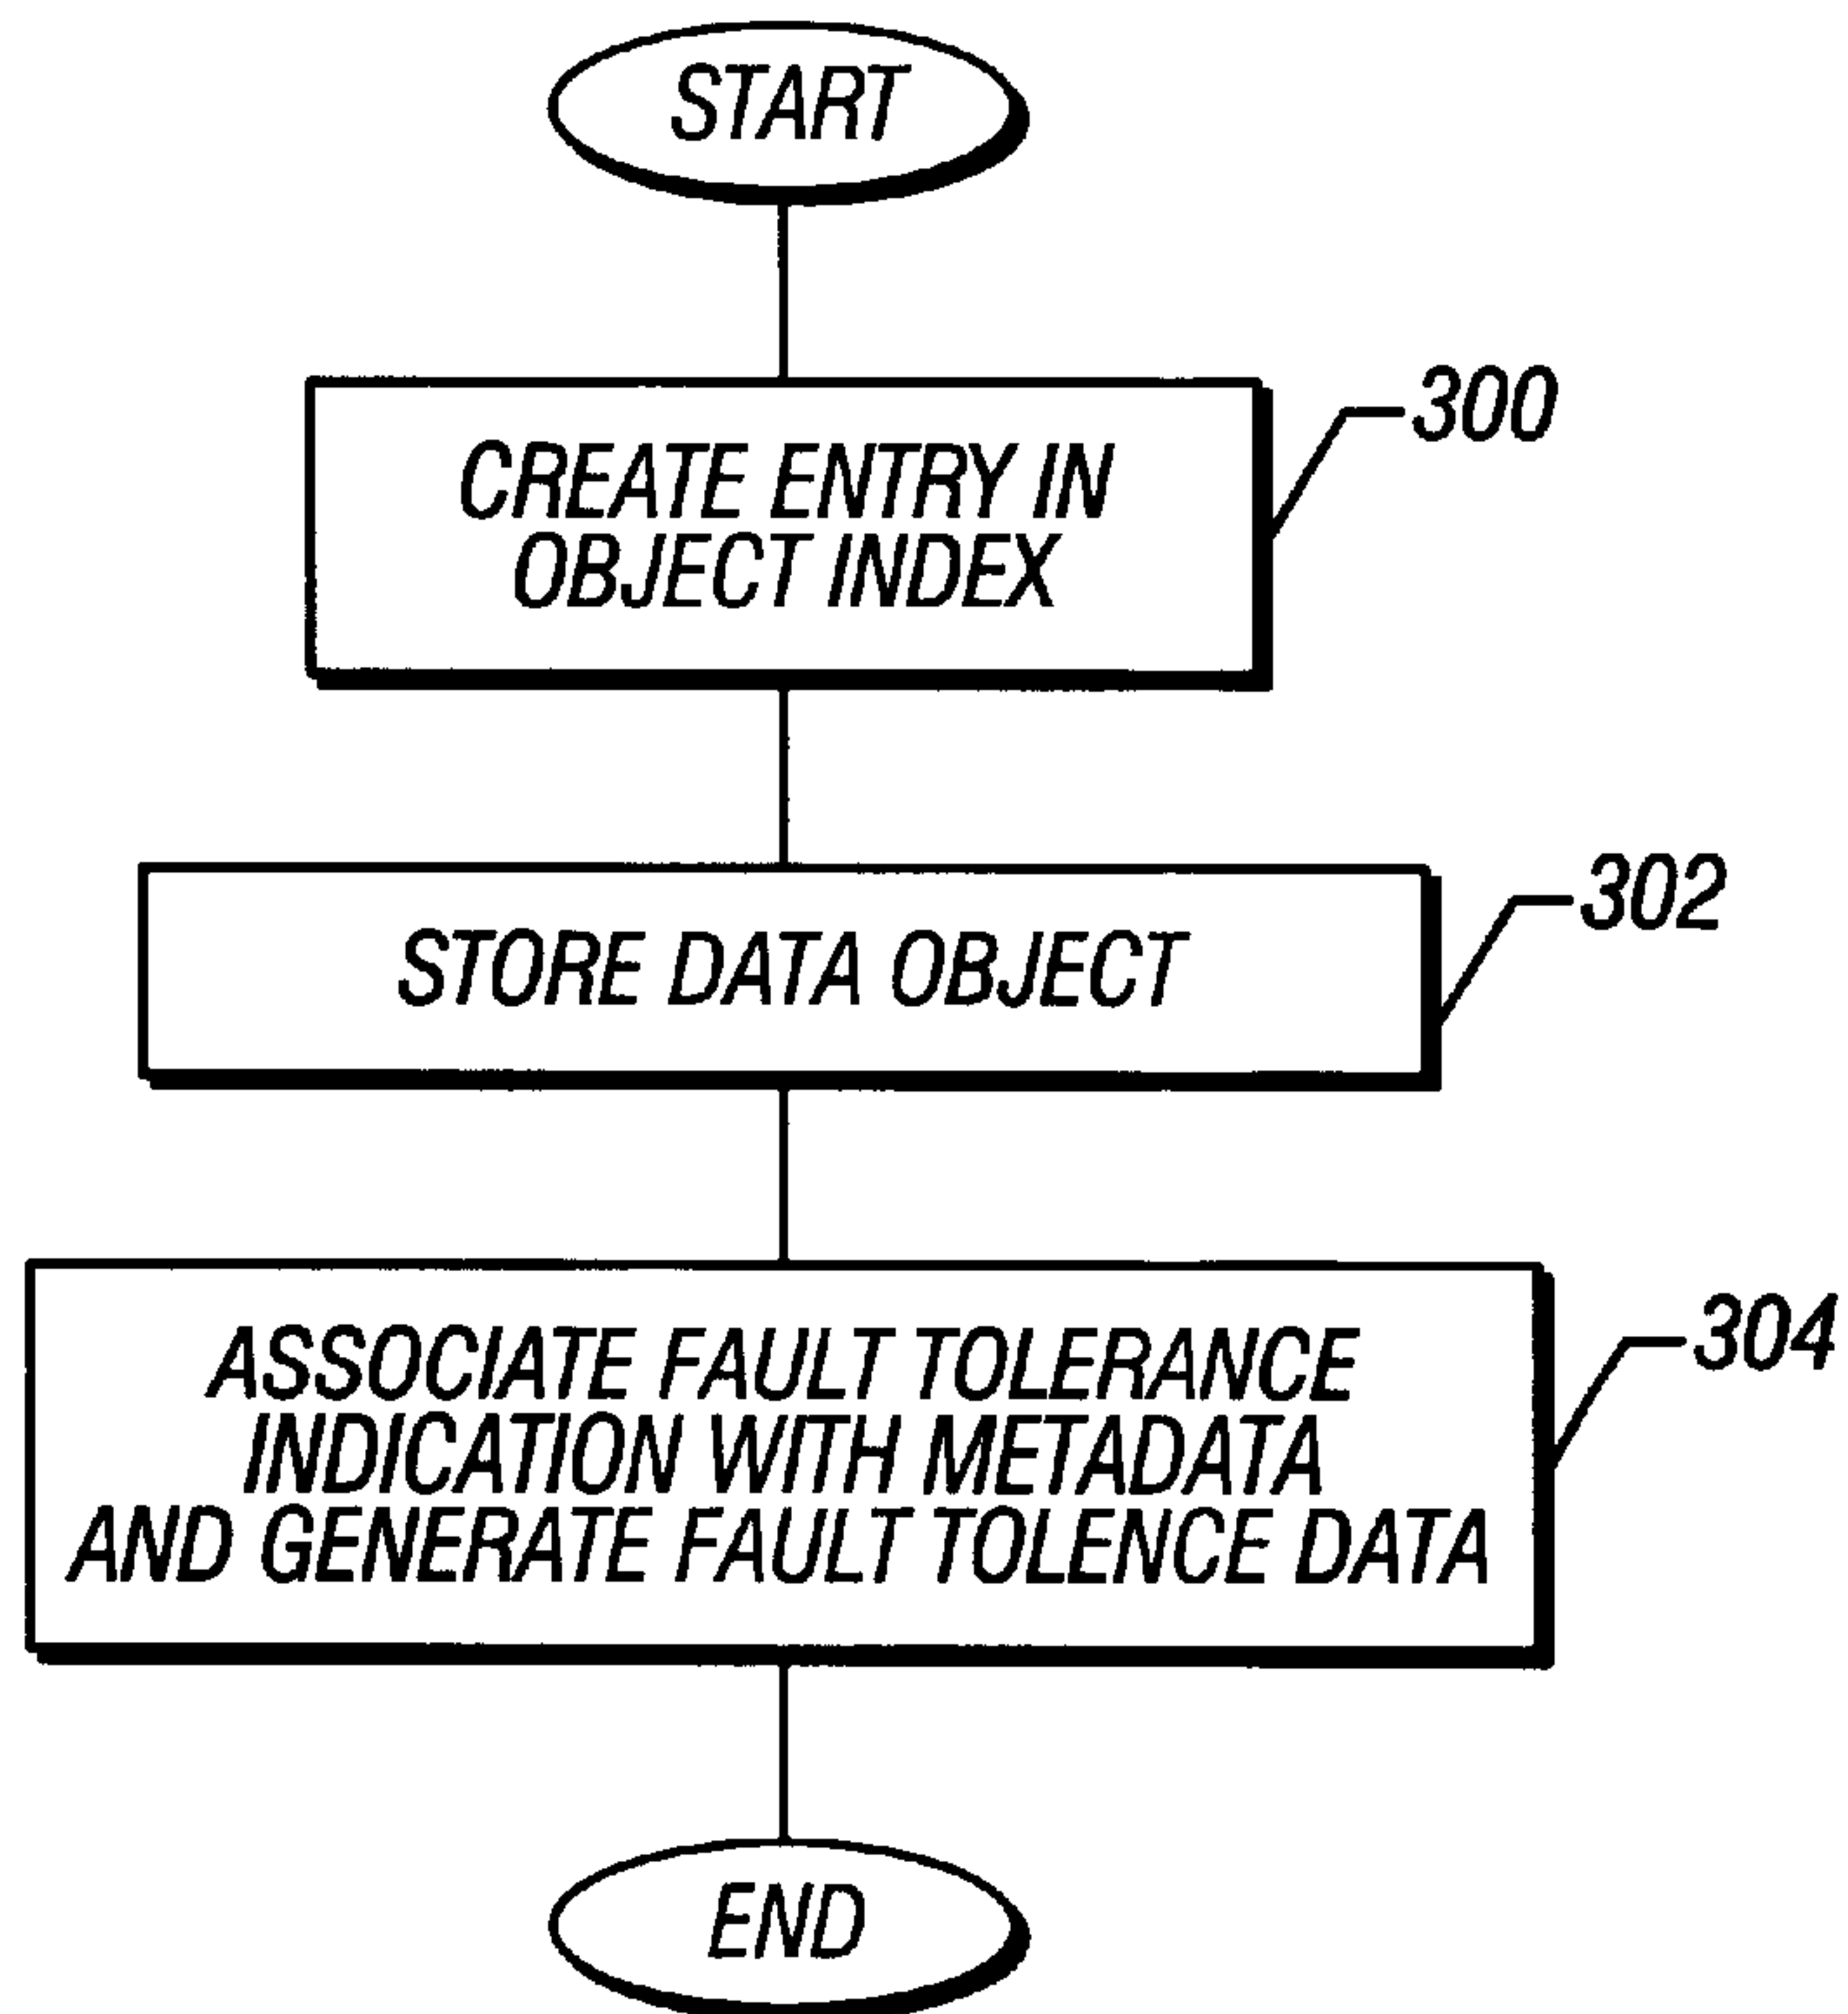 START
300
CREATE ENTRY IN
OBJECT INDEX
302
STORE DATA OBJECT
304
ASSOCIATE FAULT TOLERANCE
INDICATION WITH METADATA
AND GENERATE FAULT TOLENCE DATA
END